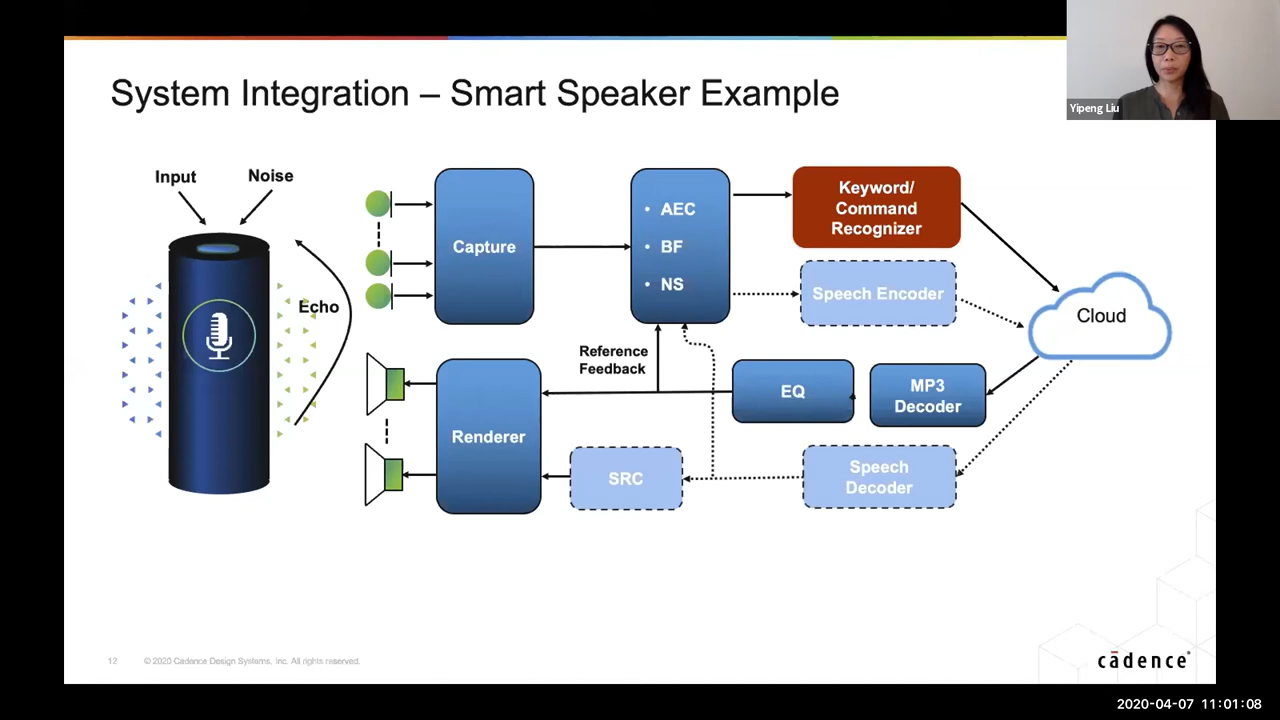 Yipeng Liu
System Integration – Smart Speaker Example
Input
Noise
Echo
Capture
• AEC
• BF
• NS
Keyword/
Command
Recognizer
Speech Encoder
Cloud
Reference
Feedback
EQ
MP3
Decoder
Renderer
SRC
Speech
Decoder
12
© 2020 Cadence Design Systems, Inc. All rights reserved.
cādence®
2020-04-07 11:01:08